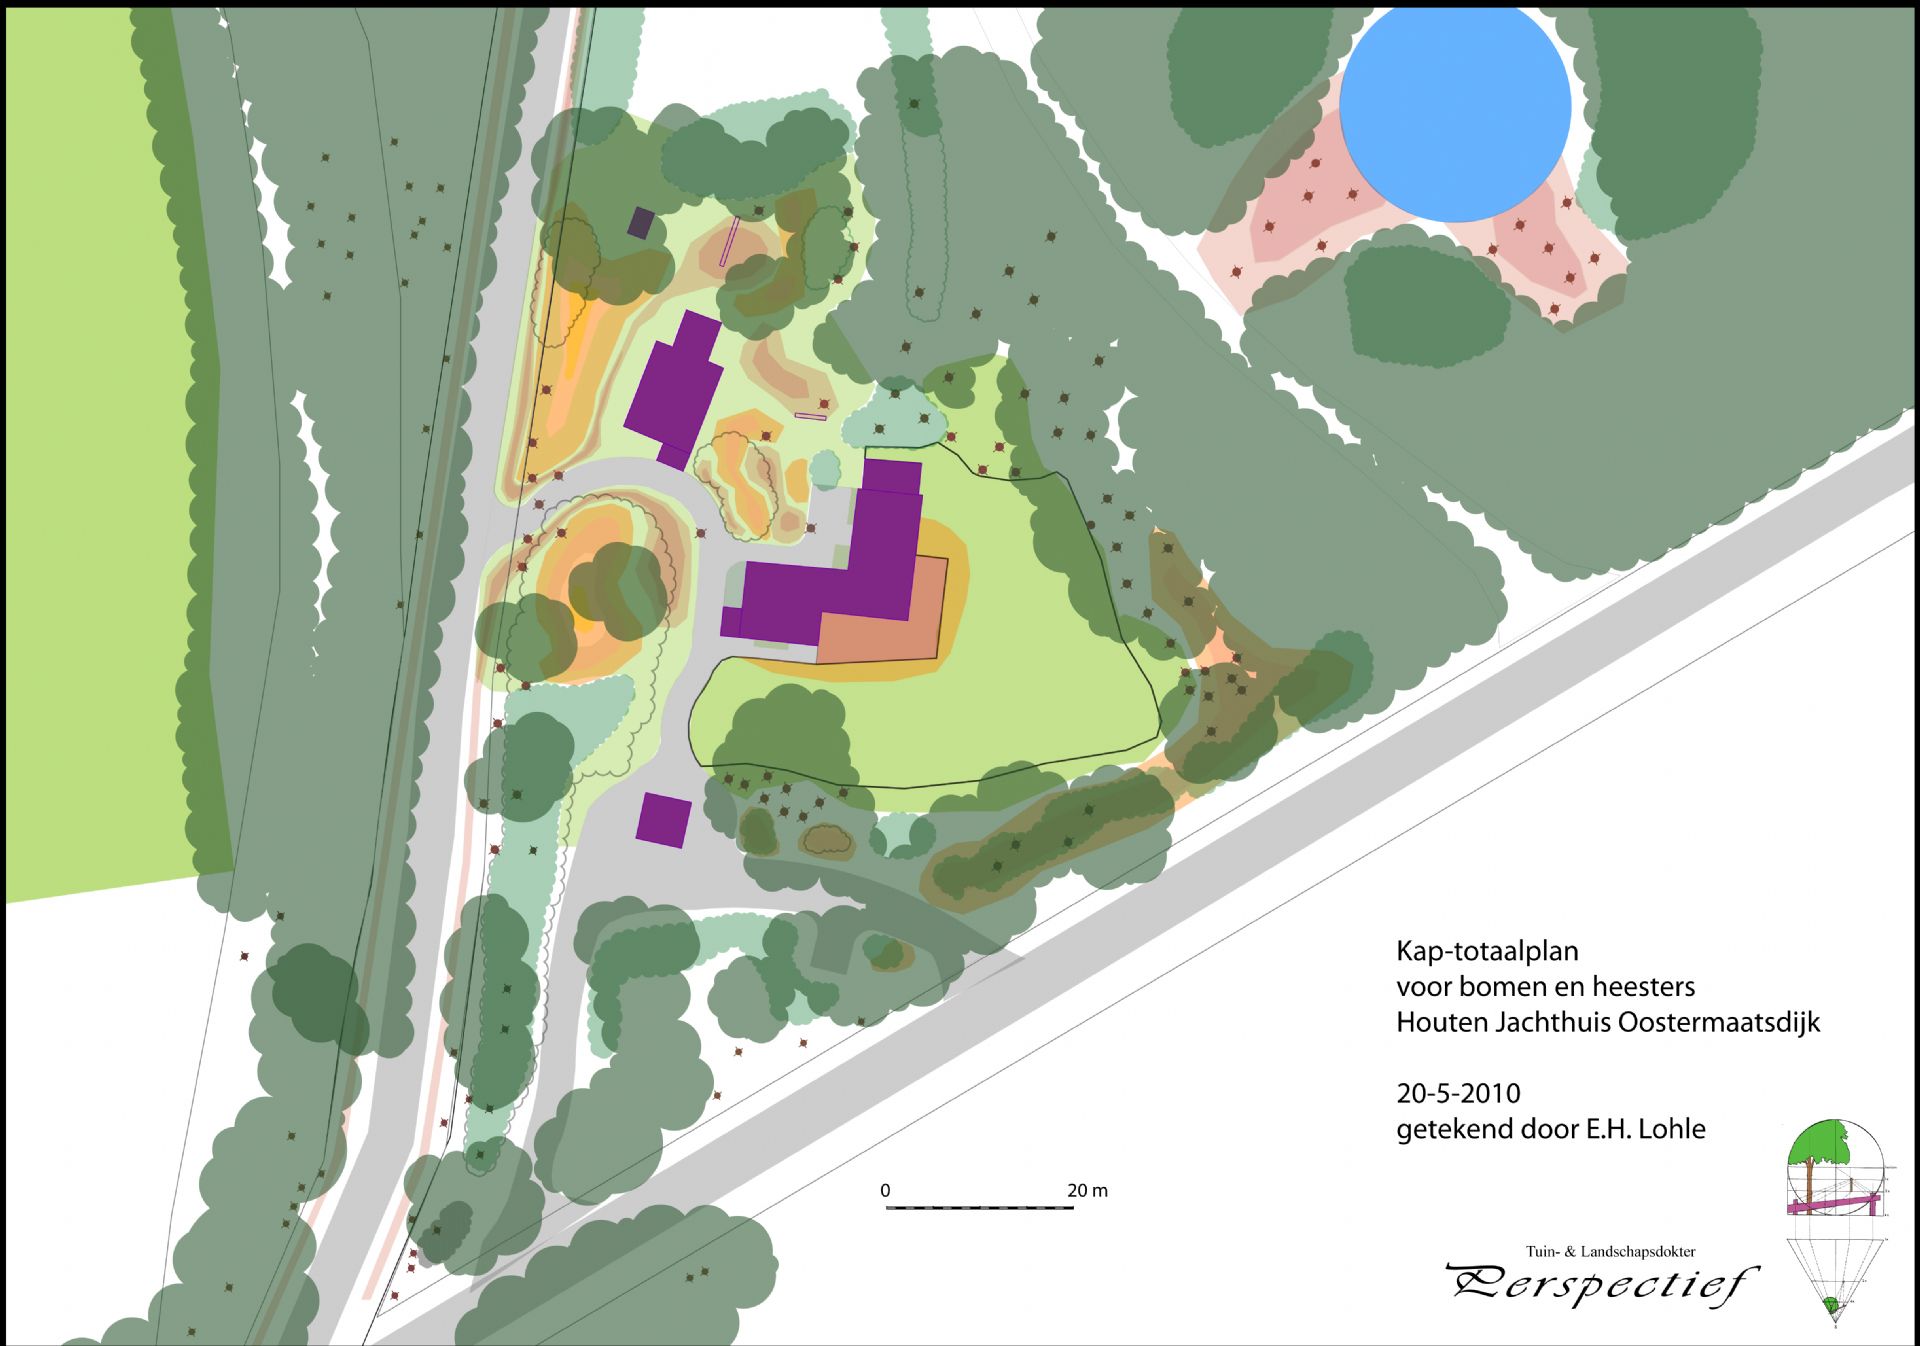 Kap-totaalplan
voor bomen en heesters
Houten Jachthuis Oostermaatsdijk
20-5-2010
getekend door E.H. Lohle
0 20 m
Tuin- & Landschapsdokter
Perspectief